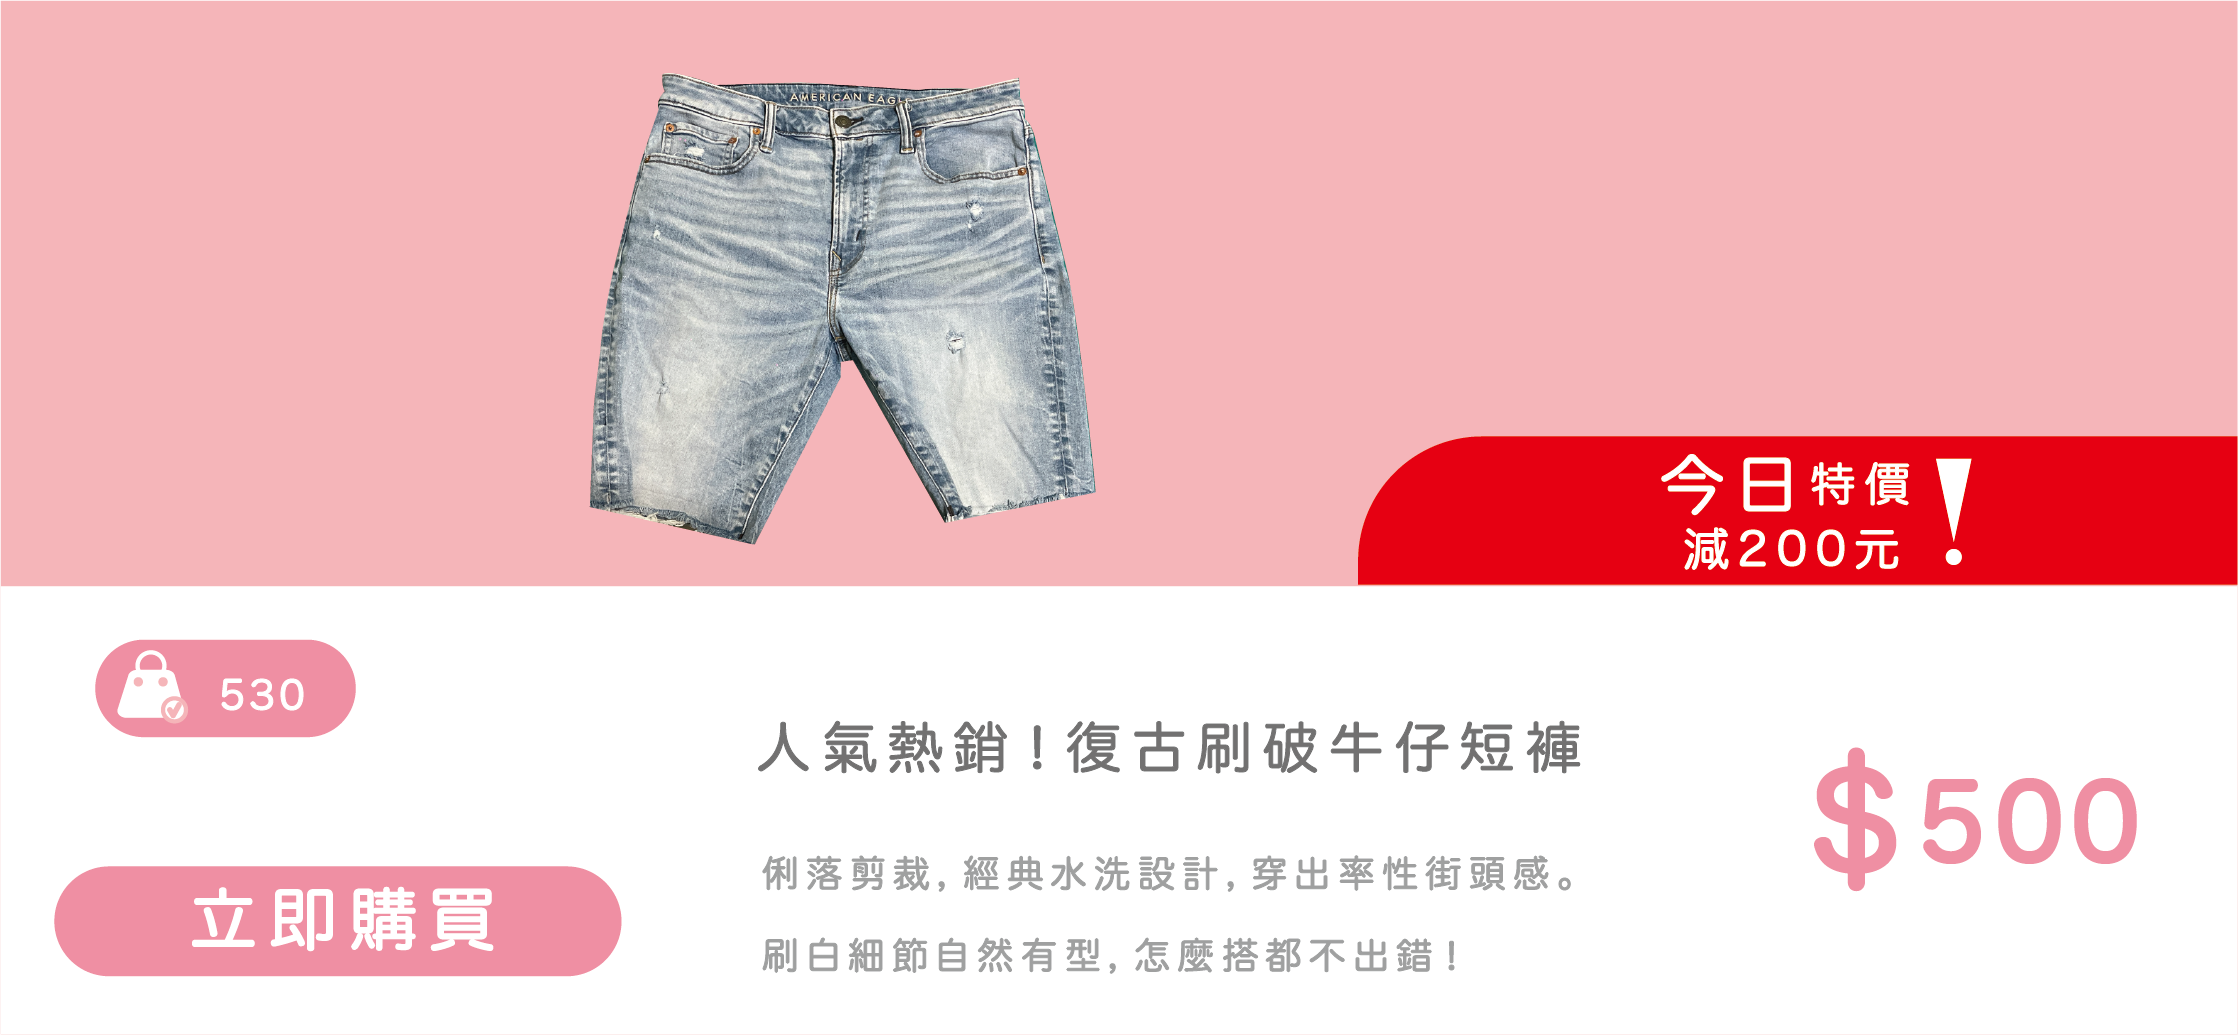 AMERICAN EAGLE
今日特價!
減200元
530
人氣熱銷!復古刷破牛仔短褲
$500
俐落剪裁,經典水洗設計,穿出率性街頭感。
刷白細節自然有型,怎麼搭都不出錯!
立即購買